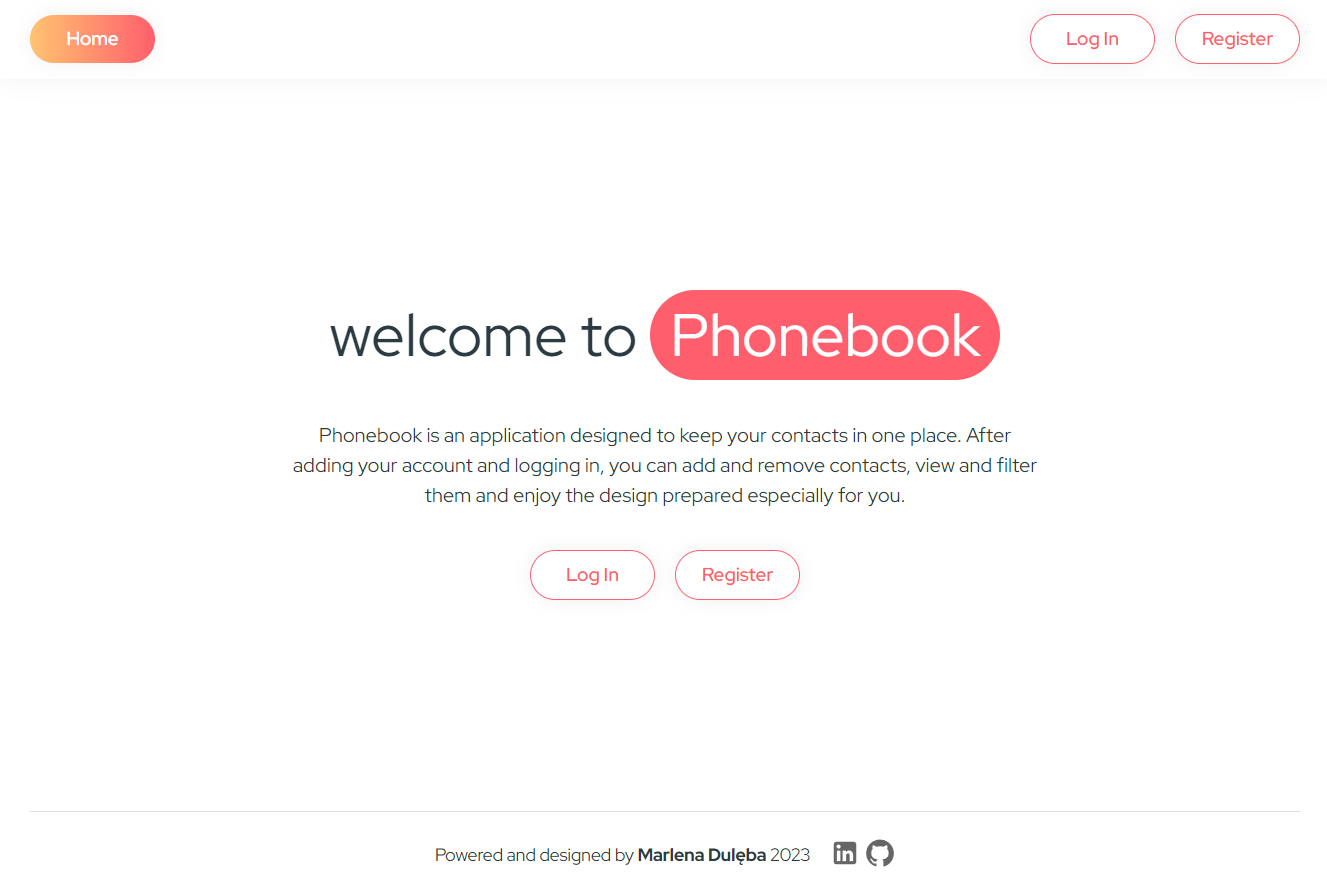 Home
Log In
Register
welcome to Phonebook
Phonebook is an application designed to keep your contacts in one place. After
adding your account and logging in, you can add and remove contacts, view and filter
them and enjoy the design prepared especially for you.
Log In
Register
Powered and designed by Marlena Dulęba 2023
in